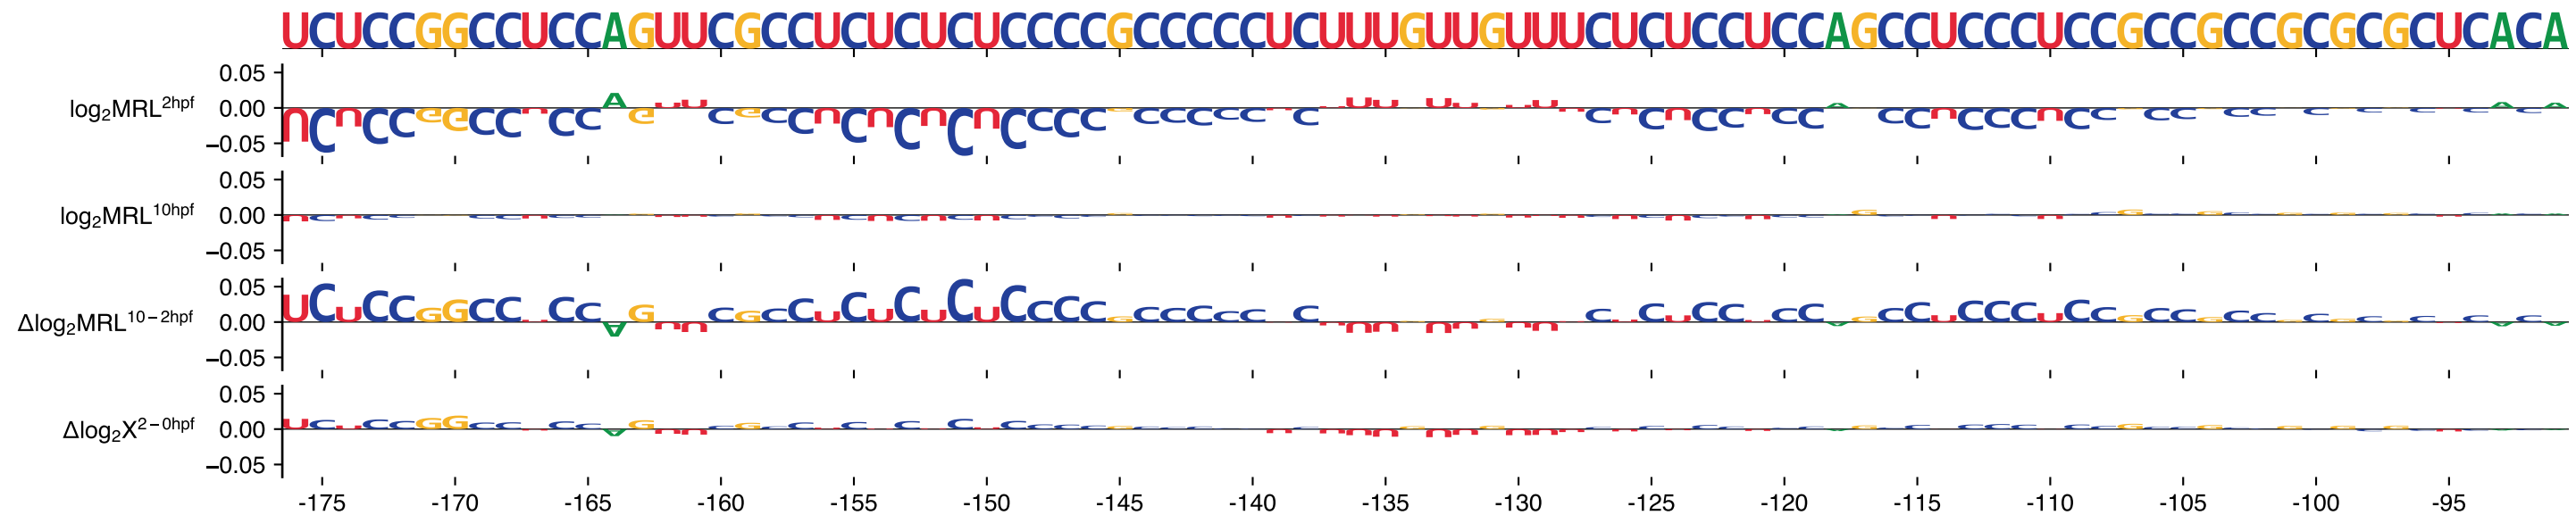 UCUCCGGCCUCCAGUUCGCCUCUCUCUCCCCGCCCCCUCUUUGUUGUUUCUCUCCUCCAGCCUCCCUCCGCCGCCGCGCGCUCACA
0.05
log₂MRL²ʰᵖᶠ 0.00
−0.05
0.05
log₂MRL¹⁰ʰᵖᶠ 0.00
−0.05
0.05
Δlog₂MRL¹⁰⁻²ʰᵖᶠ 0.00
−0.05
0.05
Δlog₂X²⁻⁰ʰᵖᶠ 0.00
−0.05
-175 -170 -165 -160 -155 -150 -145 -140 -135 -130 -125 -120 -115 -110 -105 -100 -95